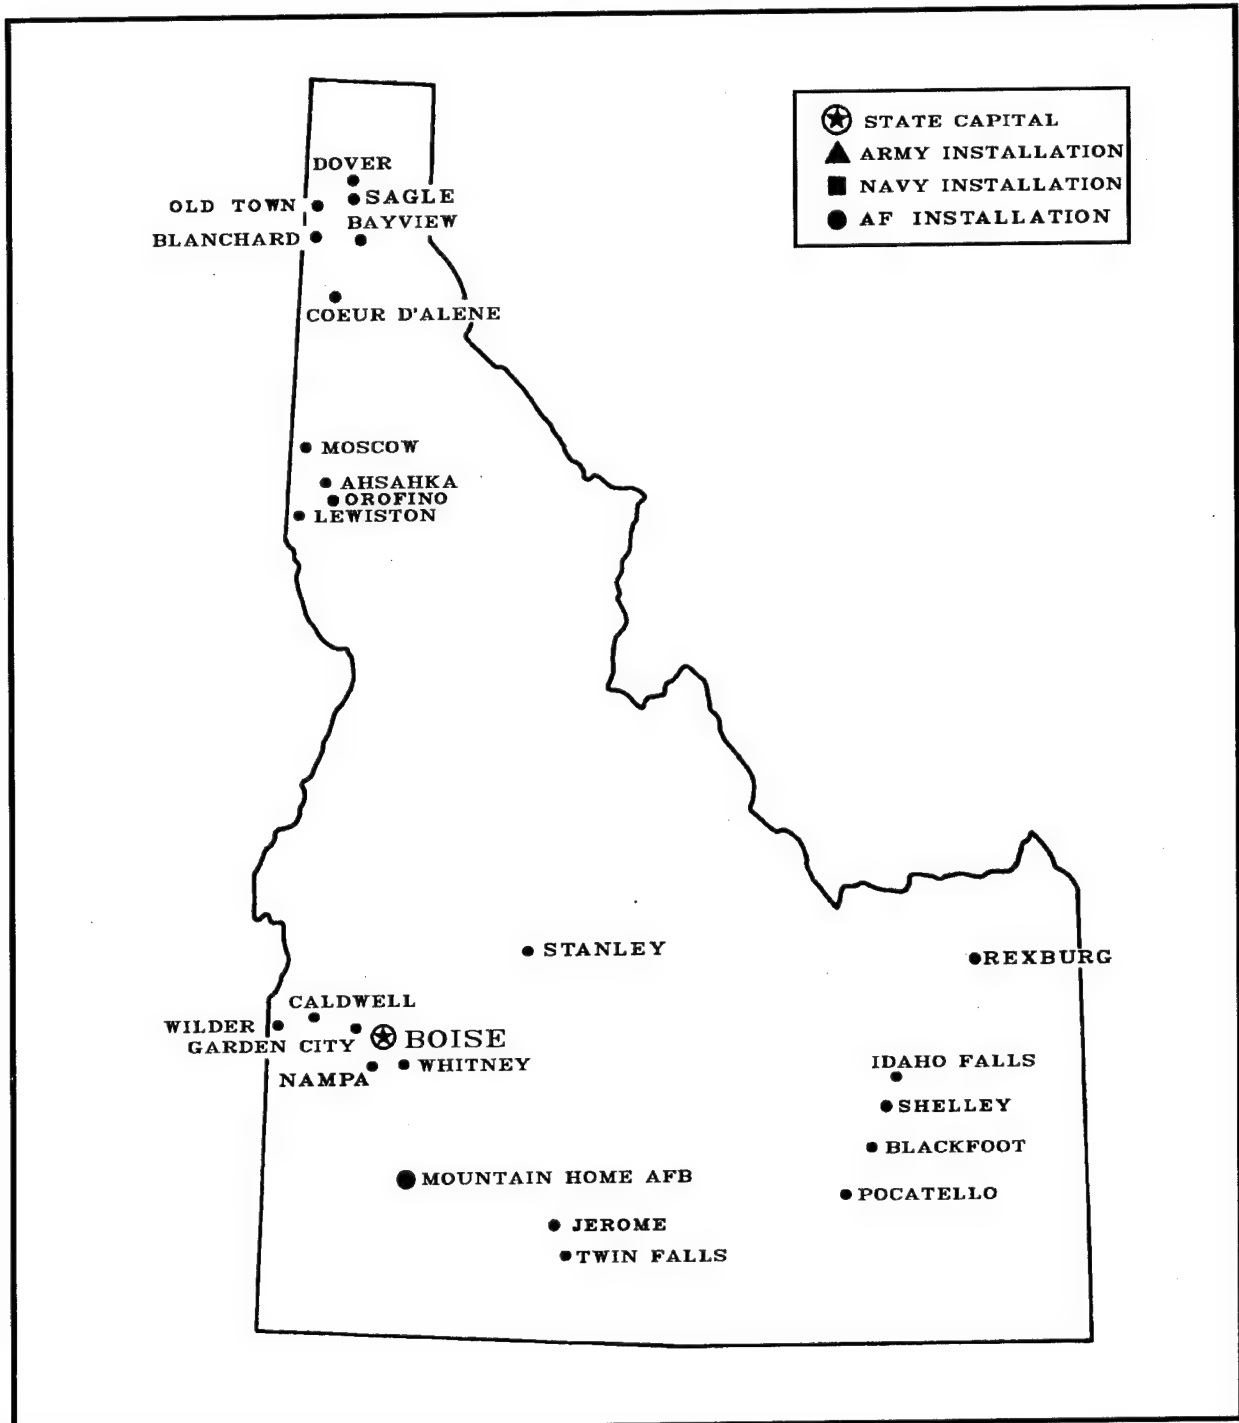 STATE CAPITAL
ARMY INSTALLATION
NAVY INSTALLATION
AF INSTALLATION
DOVER
SAGLE
OLD TOWN
BAYVIEW
BLANCHARD
COEUR D'ALENE
MOSCOW
AHSAHKA
OROFINO
LEWISTON
STANLEY
REXBURG
CALDWELL
WILDER
GARDEN CITY
BOISE
NAMPA
WHITNEY
IDAHO FALLS
SHELLEY
BLACKFOOT
MOUNTAIN HOME AFB
POCATELLO
JEROME
TWIN FALLS